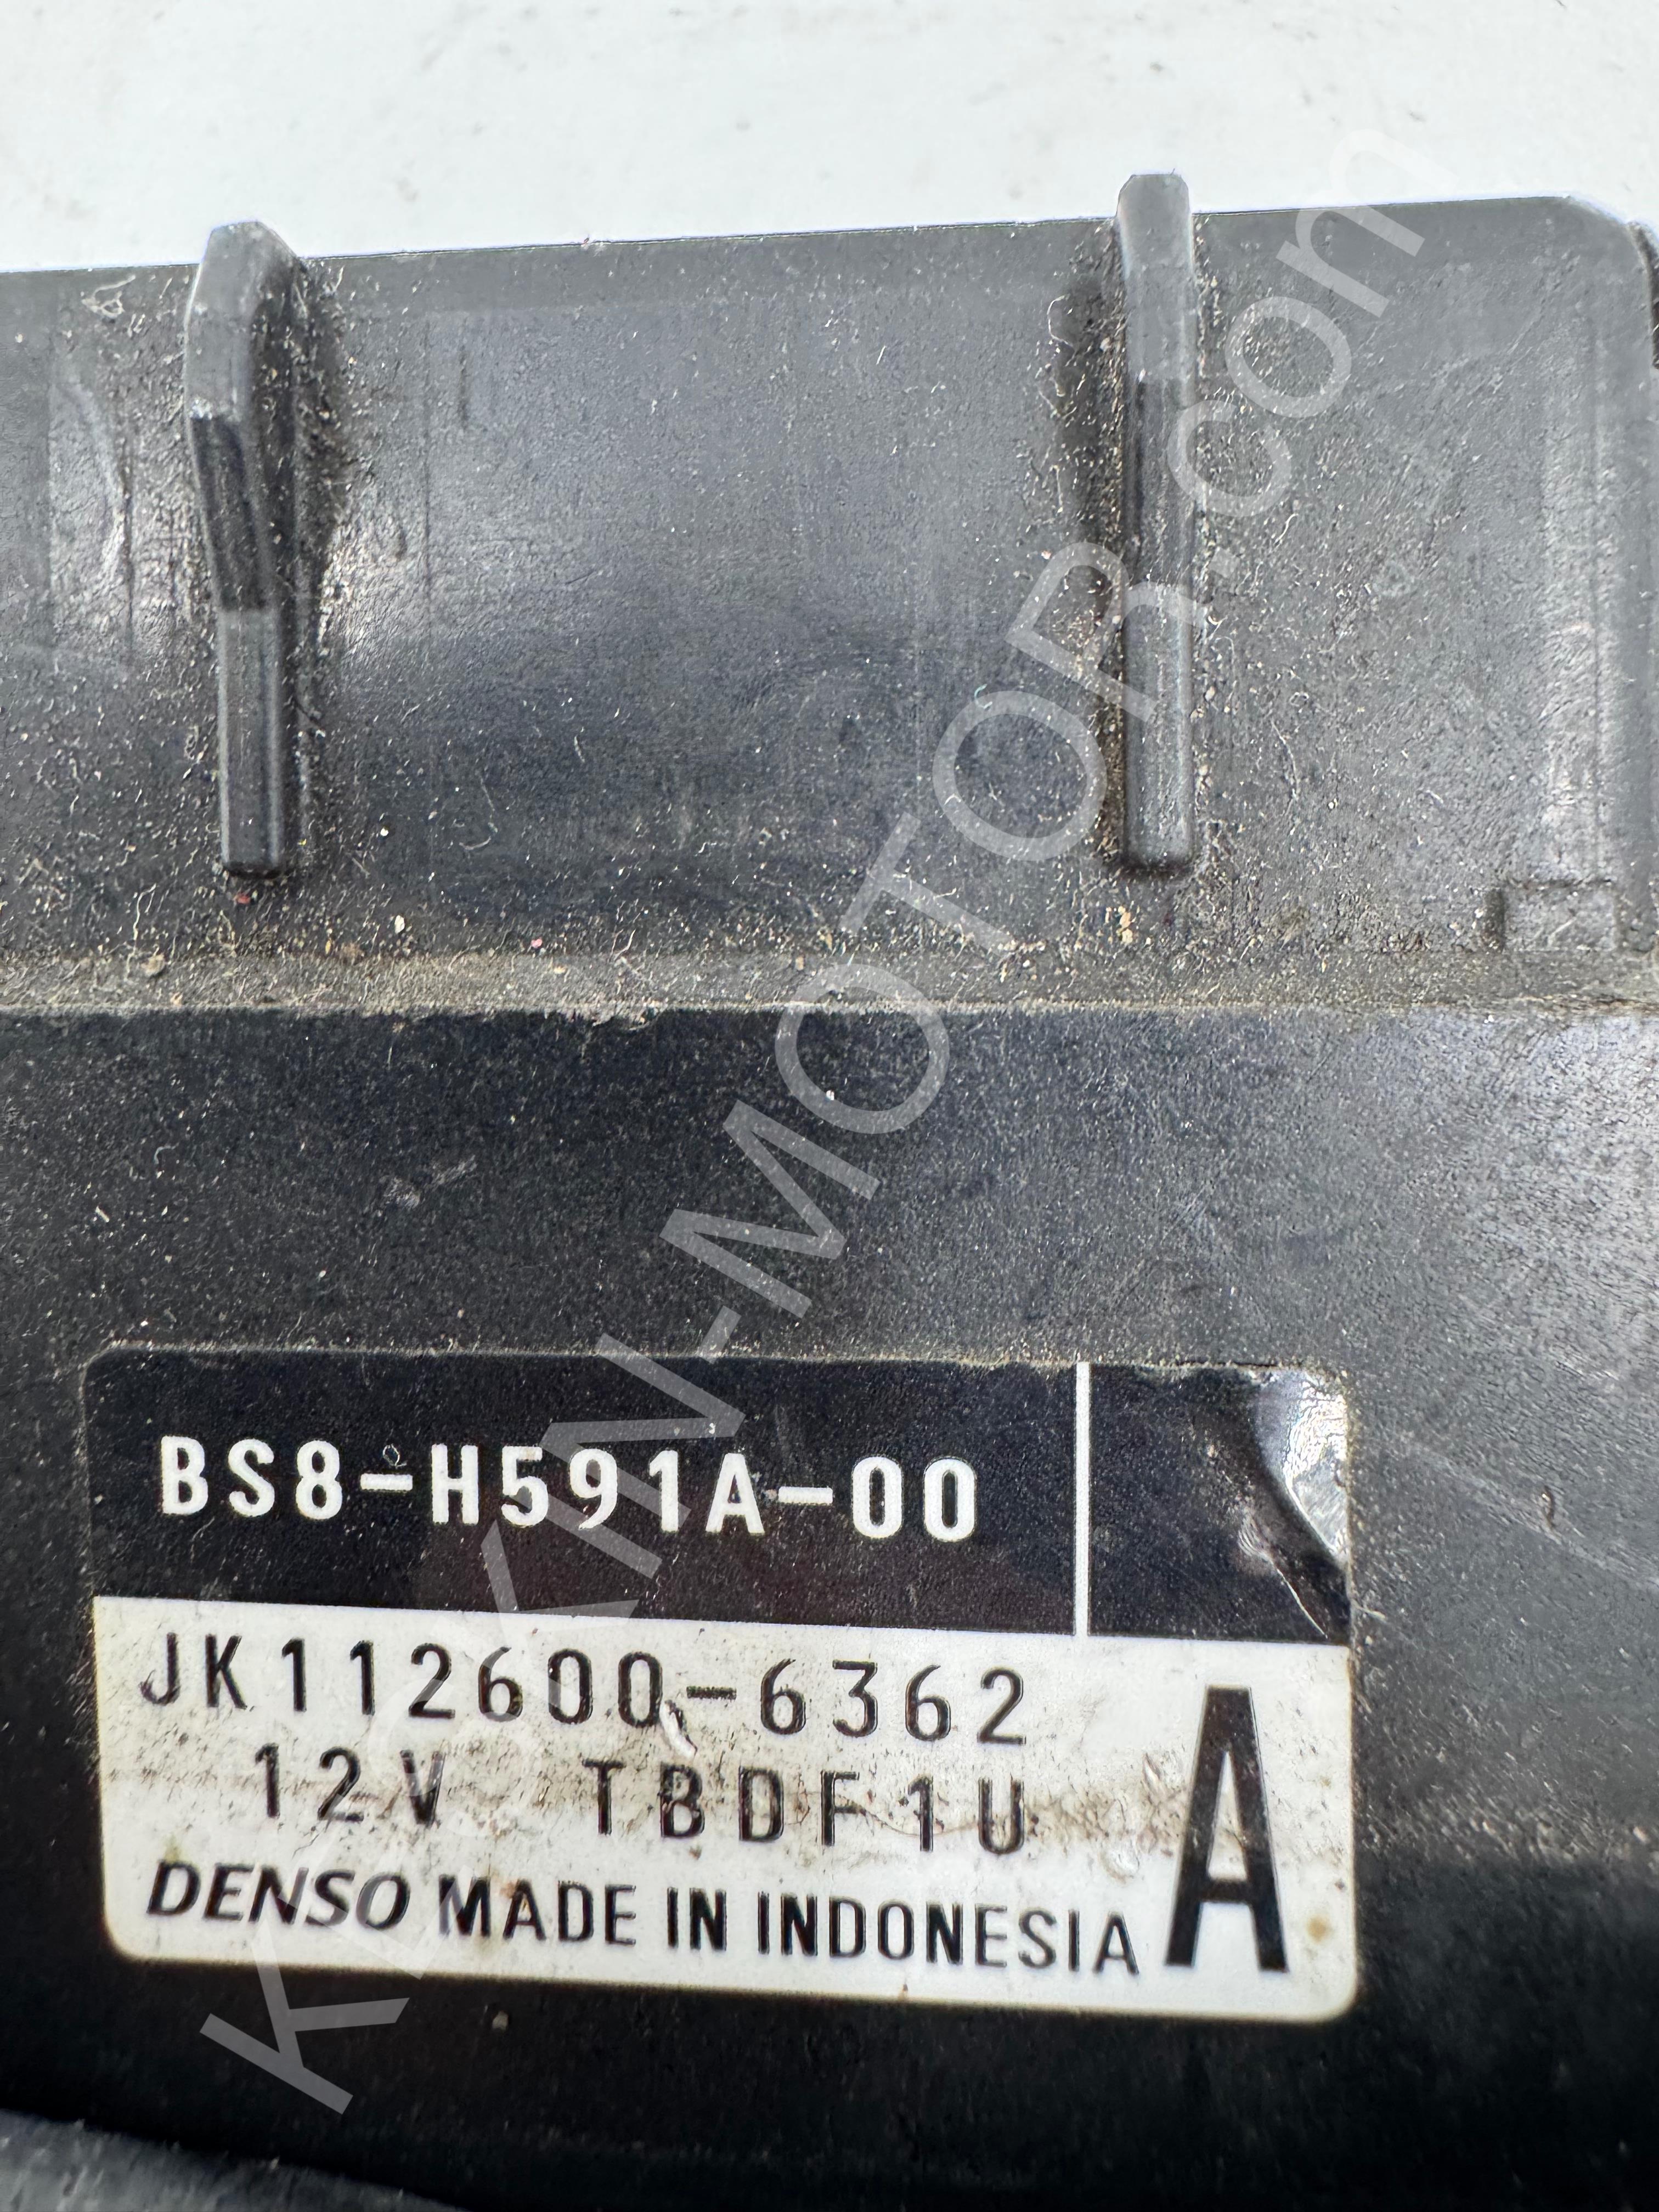 BS8-H591A-00
JK112600-6362
12V TBDF1U
DENSO MADE IN INDONESIA
A